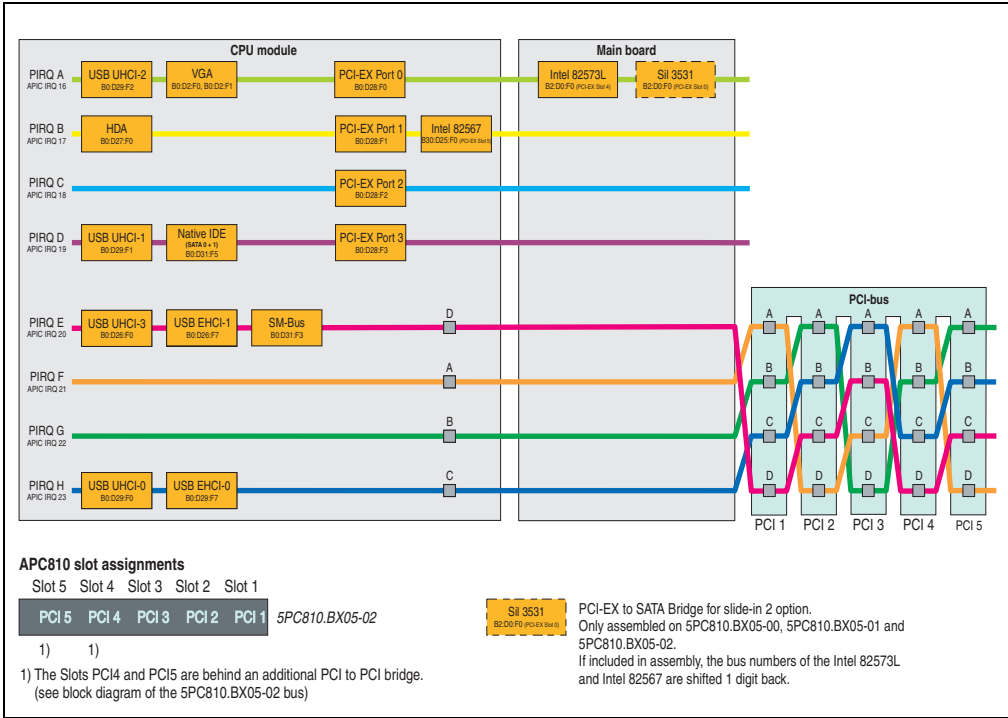 CPU module
Main board
PIRQ A
APIC IRQ 16
USB UHCI-2
B0:D29:F2
VGA
B0:D2:F0, B0:D2:F1
PCI-EX Port 0
B0:D28:F0
Intel 82573L
B2:D0:F0 (PCI-EX Slot 4)
Sil 3531
B2:D0:F0 (PCI-EX Slot 0)
PIRQ B
APIC IRQ 17
HDA
B0:D27:F0
PCI-EX Port 1
B0:D28:F1
Intel 82567
B30:D25:F0 (PCI-EX Slot 5)
PIRQ C
APIC IRQ 18
PCI-EX Port 2
B0:D28:F2
PIRQ D
APIC IRQ 19
USB UHCI-1
B0:D29:F1
Native IDE
(SATA 0 + 1)
B0:D31:F5
PCI-EX Port 3
B0:D28:F3
PCI-bus
PIRQ E
APIC IRQ 20
USB UHCI-3
B0:D26:F0
USB EHCI-1
B0:D26:F7
SM-Bus
B0:D31:F3
D
A A A A A
PIRQ F
APIC IRQ 21
A
B B B B B
PIRQ G
APIC IRQ 22
B
C C C C C
PIRQ H
APIC IRQ 23
USB UHCI-0
B0:D29:F0
USB EHCI-0
B0:D29:F7
C
D D D D D
PCI 1 PCI 2 PCI 3 PCI 4 PCI 5
APC810 slot assignments
Slot 5 Slot 4 Slot 3 Slot 2 Slot 1
PCI 5 PCI 4 PCI 3 PCI 2 PCI 1 5PC810.BX05-02
1) 1)
1) The Slots PCI4 and PCI5 are behind an additional PCI to PCI bridge.
(see block diagram of the 5PC810.BX05-02 bus)
Sil 3531
B2:D0:F0 (PCI-EX Slot 0)
PCI-EX to SATA Bridge for slide-in 2 option.
Only assembled on 5PC810.BX05-00, 5PC810.BX05-01 and
5PC810.BX05-02.
If included in assembly, the bus numbers of the Intel 82573L
and Intel 82567 are shifted 1 digit back.